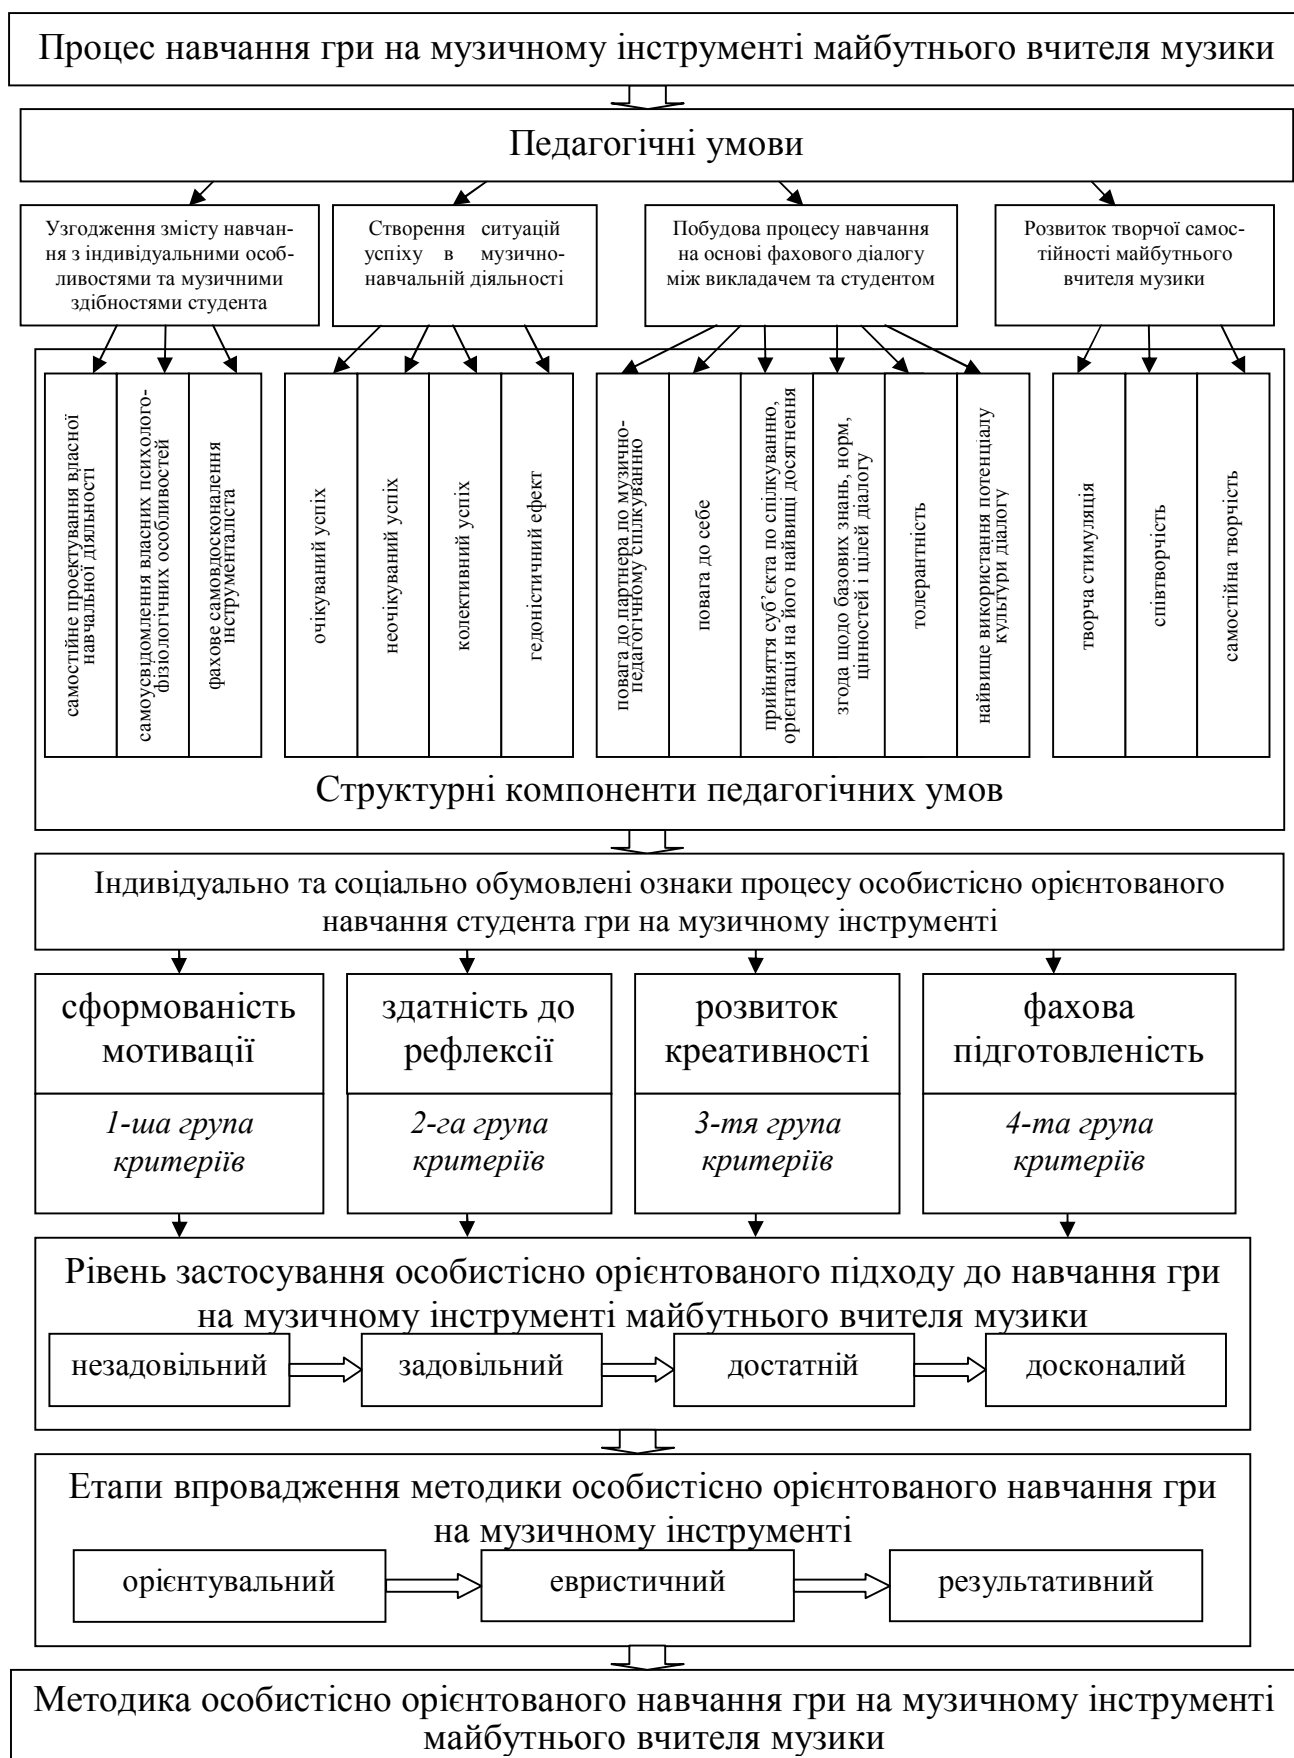 Процес навчання гри на музичному інструменті майбутнього вчителя музики
Педагогічні умови
Узгодження змісту навчан-
ня з індивідуальними особ-
ливостями та музичними
здібностями студента
Створення ситуацій
успіху в музично-
навчальній діяльності
Побудова процесу навчання
на основі фахового діалогу
між викладачем та студентом
Розвиток творчої самос-
тійності майбутнього
вчителя музики
самостійне проектування власної
навчальної діяльності
самоусвідомлення власних психолого-
фізіологічних особливостей
фахове самовдосконалення
інструменталіста
очікуваний успіх
неочікуваний успіх
колективний успіх
гедоністичний ефект
повага до партнера по музично-
педагогічному спілкуванню
повага до себе
прийняття суб’єкта по спілкуванню,
орієнтація на його найвищі досягнення
згода щодо базових знань, норм,
цінностей і цілей діалогу
толерантність
найвище використання потенціалу
культури діалогу
творча стимуляція
співтворчість
самостійна творчість
Структурні компоненти педагогічних умов
Індивідуально та соціально обумовлені ознаки процесу особистісно орієнтованого
навчання студента гри на музичному інструменті
сформованість
мотивації
здатність до
рефлексії
розвиток
креативності
фахова
підготовленість
1-ша група
критеріїв
2-га група
критеріїв
3-тя група
критеріїв
4-та група
критеріїв
Рівень застосування особистісно орієнтованого підходу до навчання гри
на музичному інструменті майбутнього вчителя музики
незадовільний
задовільний
достатній
досконалий
Етапи впровадження методики особистісно орієнтованого навчання гри
на музичному інструменті
орієнтувальний
евристичний
результативний
Методика особистісно орієнтованого навчання гри на музичному інструменті
майбутнього вчителя музики